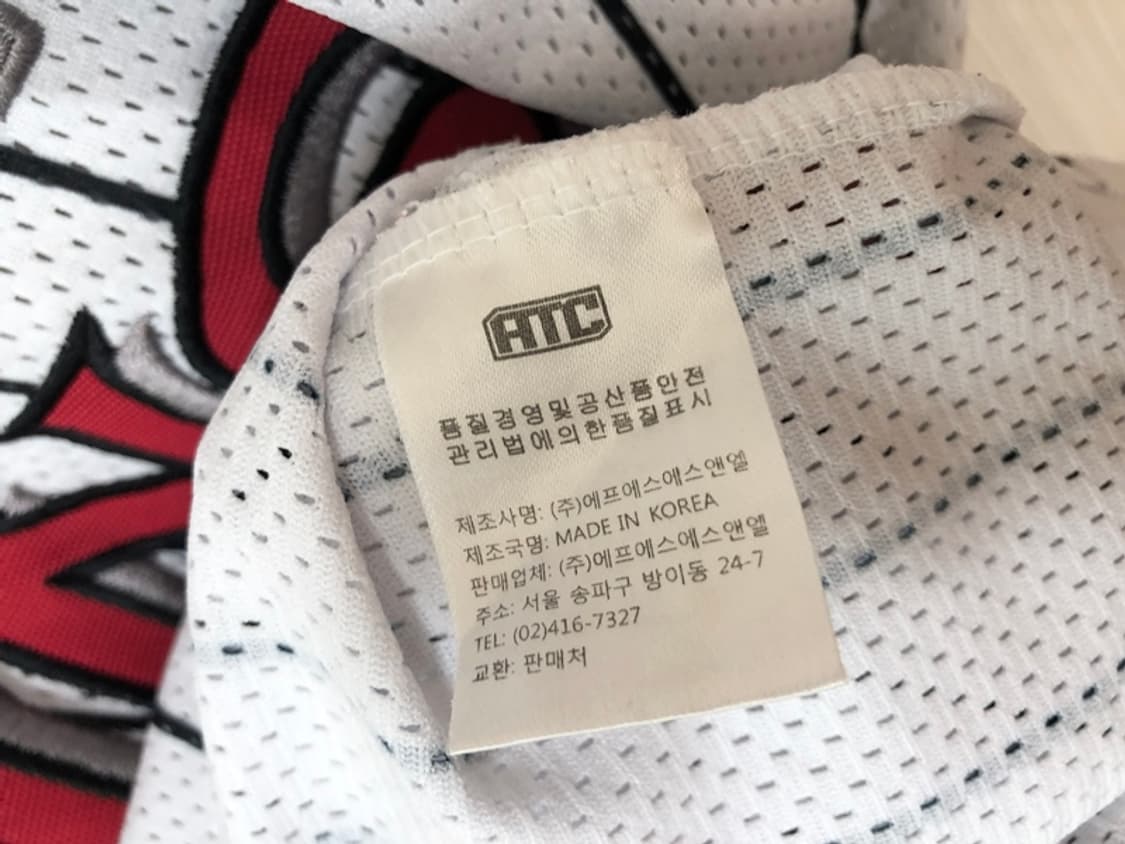 ATC
품질경영및공산품안전
관리법에의한품질표시
제조사명: (주)에프에스에스앤엘
제조국명: MADE IN KOREA
판매업체: (주)에프에스에스앤엘
주소: 서울 송파구 방이동 24-7
TEL: (02)416-7327
교환: 판매처